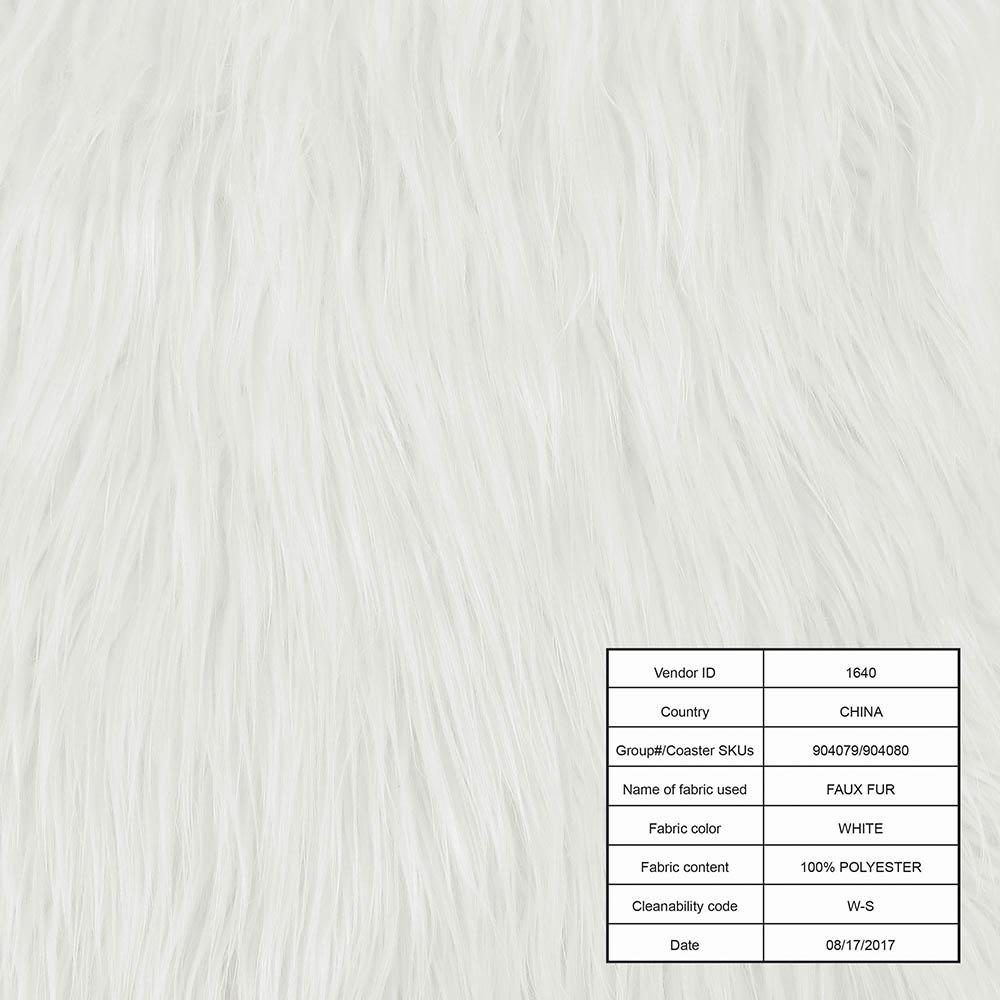 Vendor ID 1640
Country CHINA
Group#/Coaster SKUs 904079/904080
Name of fabric used FAUX FUR
Fabric color WHITE
Fabric content 100% POLYESTER
Cleanability code W-S
Date 08/17/2017